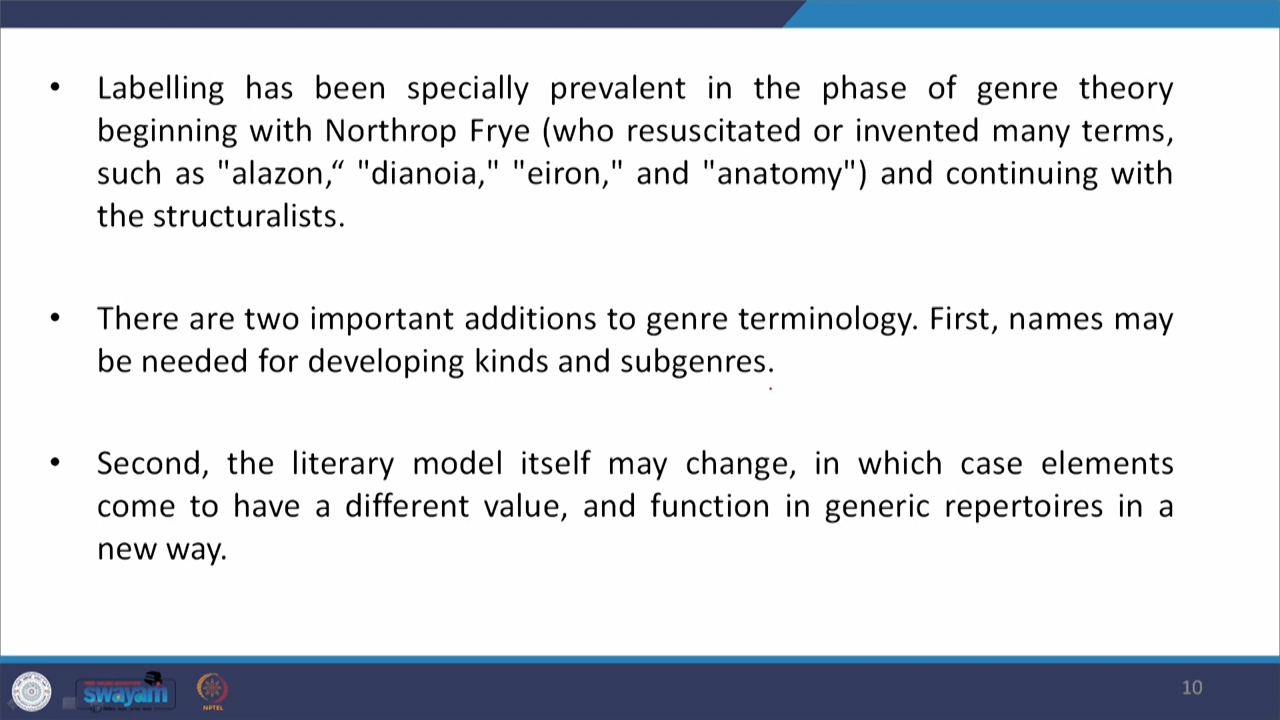 • Labelling has been specially prevalent in the phase of genre theory
beginning with Northrop Frye (who resuscitated or invented many terms,
such as "alazon,“ "dianoia," "eiron," and "anatomy") and continuing with
the structuralists.
• There are two important additions to genre terminology. First, names may
be needed for developing kinds and subgenres.
• Second, the literary model itself may change, in which case elements
come to have a different value, and function in generic repertoires in a
new way.
swayam
NPTEL
10